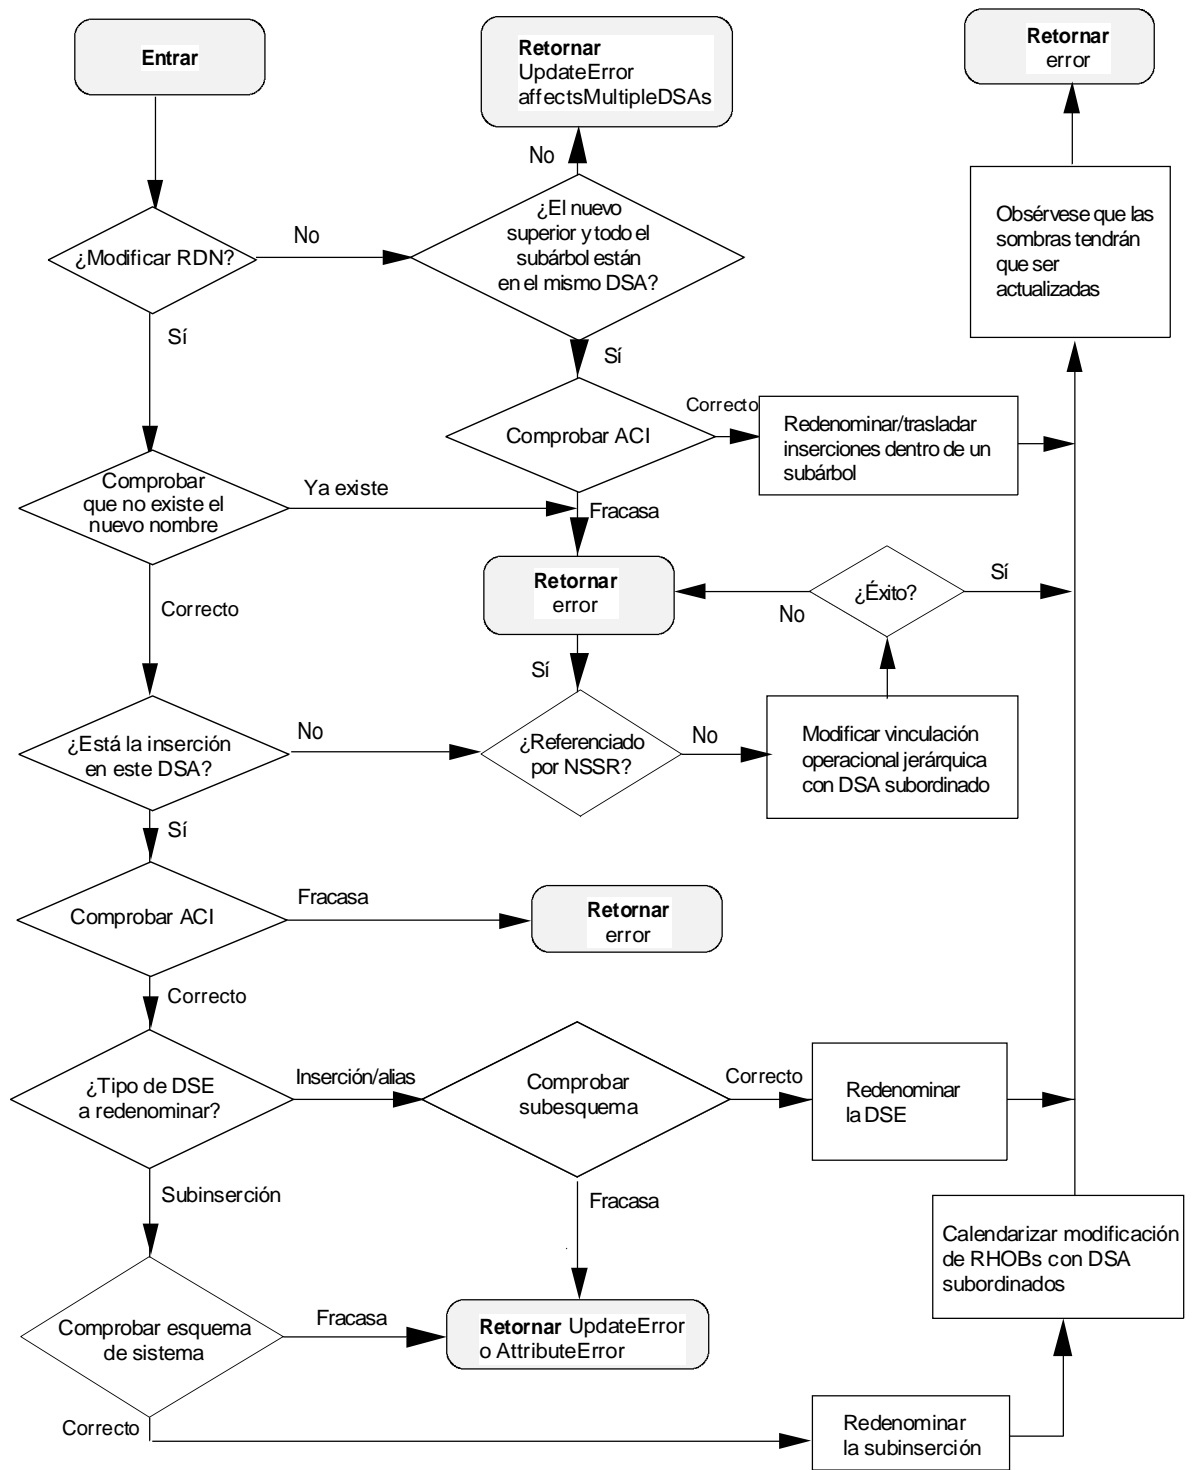 Entrar
Retornar
UpdateError
affectsMultipleDSAs
Retornar
error
No
¿El nuevo
superior y todo el
subárbol están
en el mismo DSA?
Obsérvese que las
sombras tendrán
que ser
actualizadas
¿Modificar RDN?
No
Sí
Sí
Comprobar ACI
Correcto
Redenominar/trasladar
inserciones dentro de un
subárbol
Comprobar
que no existe el
nuevo nombre
Ya existe
Fracasa
Retornar
error
¿Éxito?
Sí
No
Correcto
Sí
¿Está la inserción
en este DSA?
No
¿Referenciado
por NSSR?
No
Modificar vinculación
operacional jerárquica
con DSA subordinado
Sí
Comprobar ACI
Fracasa
Retornar
error
Correcto
¿Tipo de DSE
a redenominar?
Inserción/alias
Comprobar
subesquema
Correcto
Redenominar
la DSE
Subinserción
Fracasa
Calendarizar modificación
de RHOBs con DSA
subordinados
Comprobar esquema
de sistema
Fracasa
Retornar UpdateError
o AttributeError
Correcto
Redenominar
la subinserción